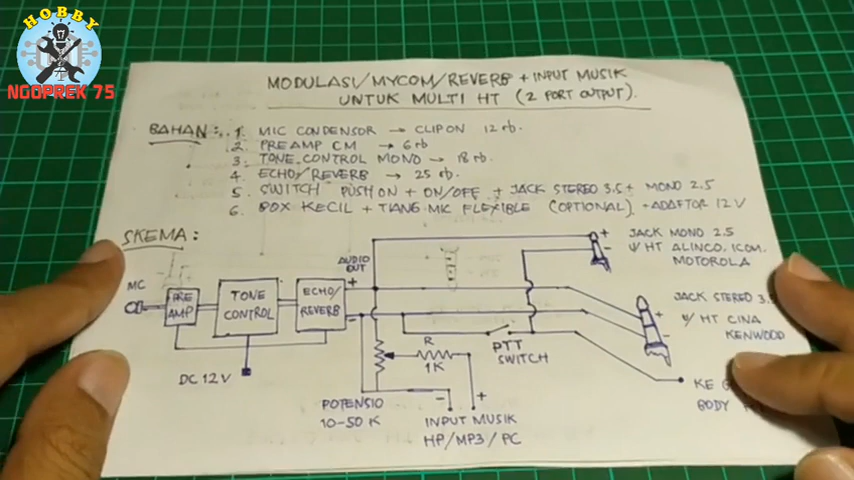 HOBBY
NGOPREK 75
MODULASI/MYCOM/REVERB + INPUT MUSIK
UNTUK MULTI HT (2 PORT OUTPUT).
BAHAN:
1. MIC CONDENSOR → CLIP ON 12 rb.
2. PREAMP CM → 6 rb
3. TONE CONTROL MONO → 18 rb.
4. ECHO/REVERB → 25 rb.
5. SWITCH PUSH ON + ON/OFF + JACK STEREO 3.5 + MONO 2.5
6. BOX KECIL + TIANG MIC FLEXIBLE (OPTIONAL) + ADAPTOR 12 V
SKEMA:
MC
PRE
AMP
TONE
CONTROL
ECHO/
REVERB
AUDIO
OUT
+
-
DC 12V
POTENSIO
10-50 K
R
1K
-
+
INPUT MUSIK
HP/MP3/PC
PTT
SWITCH
+
-
JACK MONO 2.5
U/ HT ALINCO, ICOM.
MOTOROLA
+
-
JACK STEREO 3.5
U/ HT CINA
KENWOOD
KE
BODY